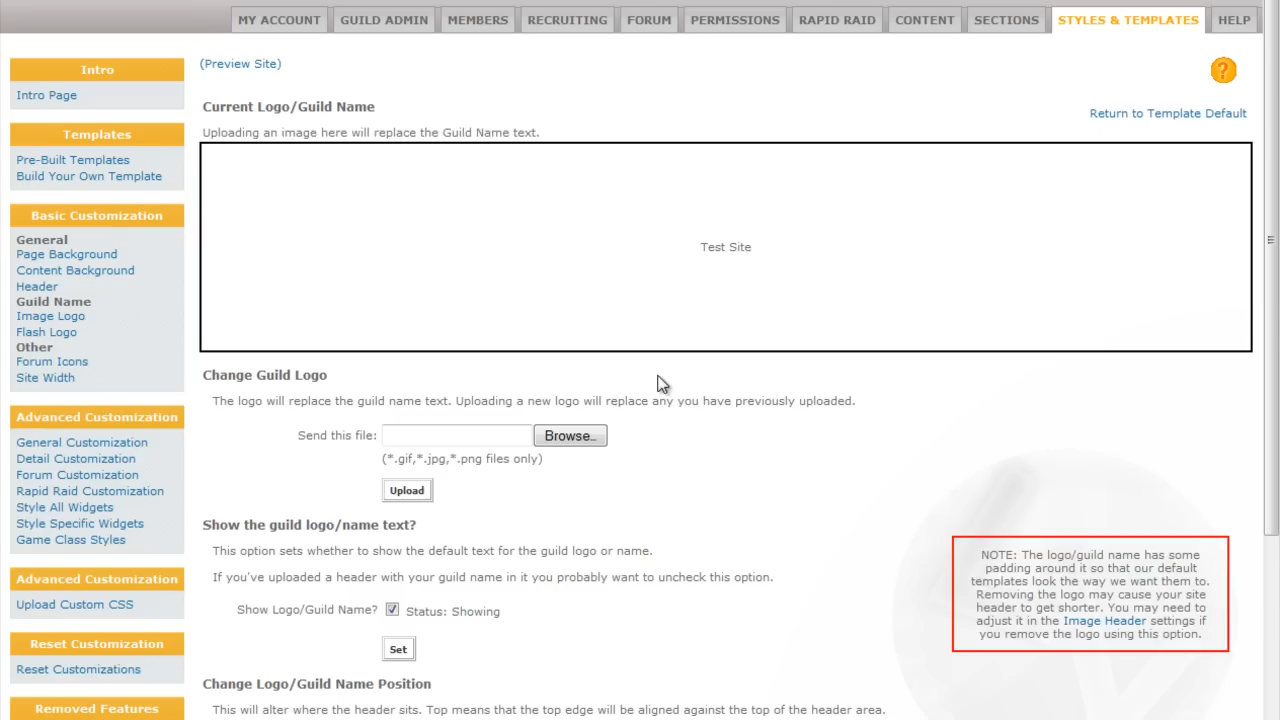 MY ACCOUNT GUILD ADMIN MEMBERS RECRUITING FORUM PERMISSIONS RAPID RAID CONTENT SECTIONS STYLES & TEMPLATES HELP
Intro
Intro Page
Templates
Pre-Built Templates
Build Your Own Template
Basic Customization
General
Page Background
Content Background
Header
Guild Name
Image Logo
Flash Logo
Other
Forum Icons
Site Width
Advanced Customization
General Customization
Detail Customization
Forum Customization
Rapid Raid Customization
Style All Widgets
Style Specific Widgets
Game Class Styles
Advanced Customization
Upload Custom CSS
Reset Customization
Reset Customizations
Removed Features
(Preview Site)
?
Current Logo/Guild Name
Return to Template Default
Uploading an image here will replace the Guild Name text.
Test Site
Change Guild Logo
The logo will replace the guild name text. Uploading a new logo will replace any you have previously uploaded.
Send this file: Browse...
(*.gif,*.jpg,*.png files only)
Upload
Show the guild logo/name text?
This option sets whether to show the default text for the guild logo or name.
If you've uploaded a header with your guild name in it you probably want to uncheck this option.
Show Logo/Guild Name? Status: Showing
Set
NOTE: The logo/guild name has some
padding around it so that our default
templates look the way we want them to.
Removing the logo may cause your site
header to get shorter. You may need to
adjust it in the Image Header settings if
you remove the logo using this option.
Change Logo/Guild Name Position
This will alter where the header sits. Top means that the top edge will be aligned against the top of the header area.